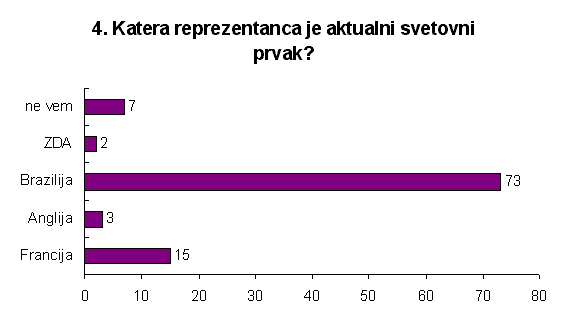 4. Katera reprezentanca je aktualni svetovni
prvak?
ne vem 7
ZDA 2
Brazilija 73
Anglija 3
Francija 15
0 10 20 30 40 50 60 70 80